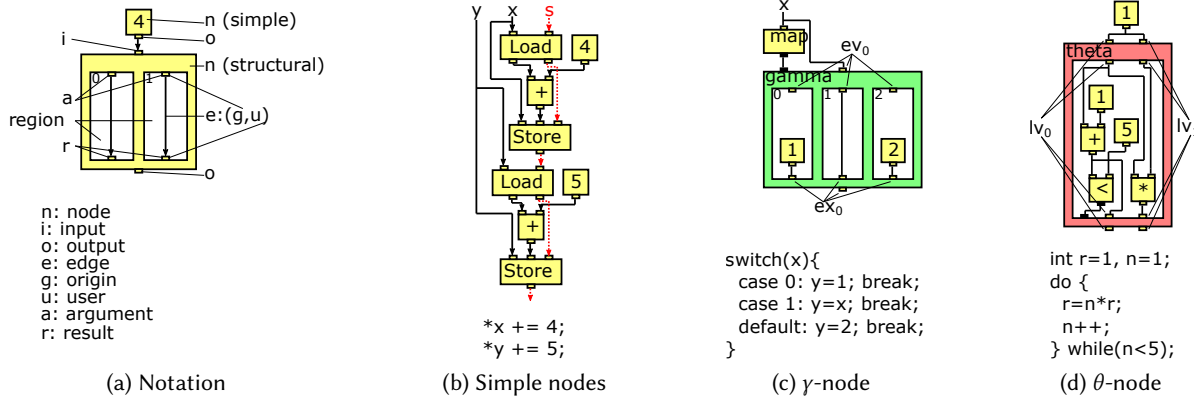 4
n (simple)
o
i
n (structural)
0
1
a
region
e:(g,u)
r
o
n: node
i: input
o: output
e: edge
g: origin
u: user
a: argument
r: result
(a) Notation
y
x
s
Load
4
+
Store
Load
5
+
Store
*x += 4;
*y += 5;
(b) Simple nodes
x
map
ev0
gamma
0
1
2
1
2
ex0
switch(x){
case 0: y=1; break;
case 1: y=x; break;
default: y=2; break;
}
(c) γ-node
1
theta
1
lv0
+
5
lv
<
*
int r=1, n=1;
do {
r=n*r;
n++;
} while(n<5);
(d) θ-node